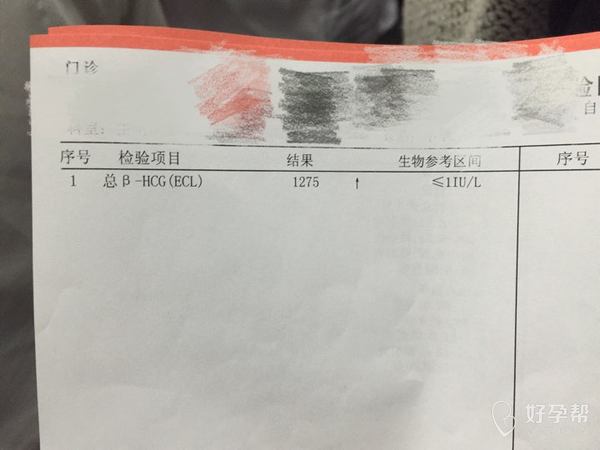 门诊
自
序号 检验项目 结果 生物参考区间 序号
1 总β-HCG(ECL) 1275 ↑ ≤1IU/L
好孕帮